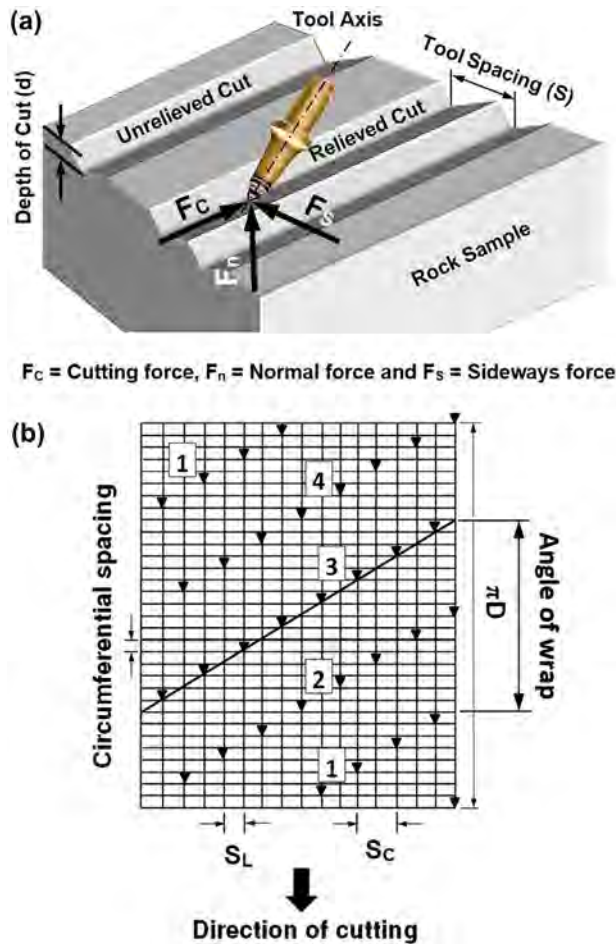 (a)
Tool Axis
Tool Spacing (S)
Unrelieved Cut
Relieved Cut
Depth of Cut (d)
Fc
Fs
Fn
Rock Sample
Fc = Cutting force, Fn = Normal force and Fs = Sideways force
(b)
1
4
3
2
1
Circumferential spacing
πD
Angle of wrap
SL
SC
Direction of cutting